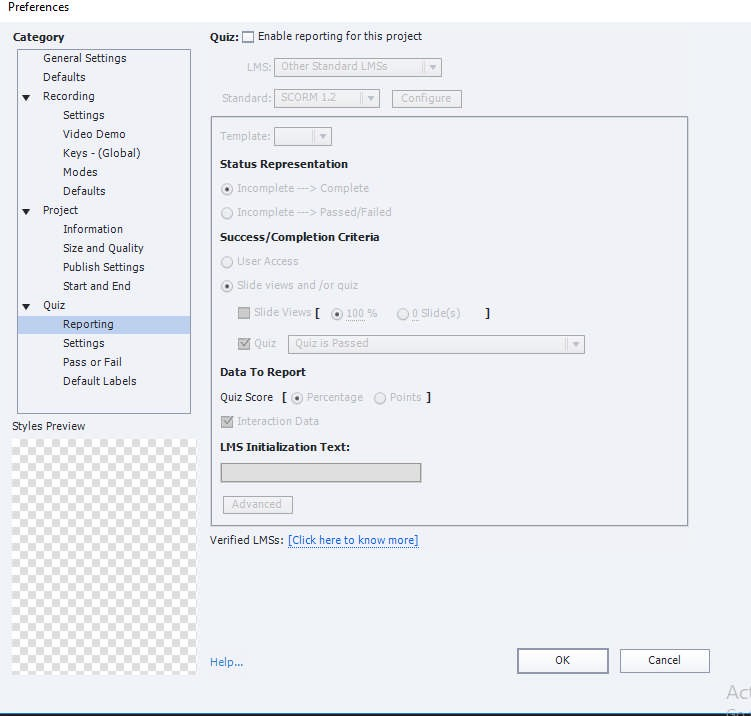 Preferences
Category
General Settings
Defaults
Recording
Settings
Video Demo
Keys - (Global)
Modes
Defaults
Project
Information
Size and Quality
Publish Settings
Start and End
Quiz
Reporting
Settings
Pass or Fail
Default Labels
Styles Preview
Quiz: Enable reporting for this project
LMS: Other Standard LMSs
Standard: SCORM 1.2 Configure
Template:
Status Representation
Incomplete ---> Complete
Incomplete ---> Passed/Failed
Success/Completion Criteria
User Access
Slide views and /or quiz
Slide Views [ 100 % 0 Slide(s) ]
Quiz Quiz is Passed
Data To Report
Quiz Score [ Percentage Points ]
Interaction Data
LMS Initialization Text:
Advanced
Verified LMSs: [Click here to know more]
Help...
OK Cancel